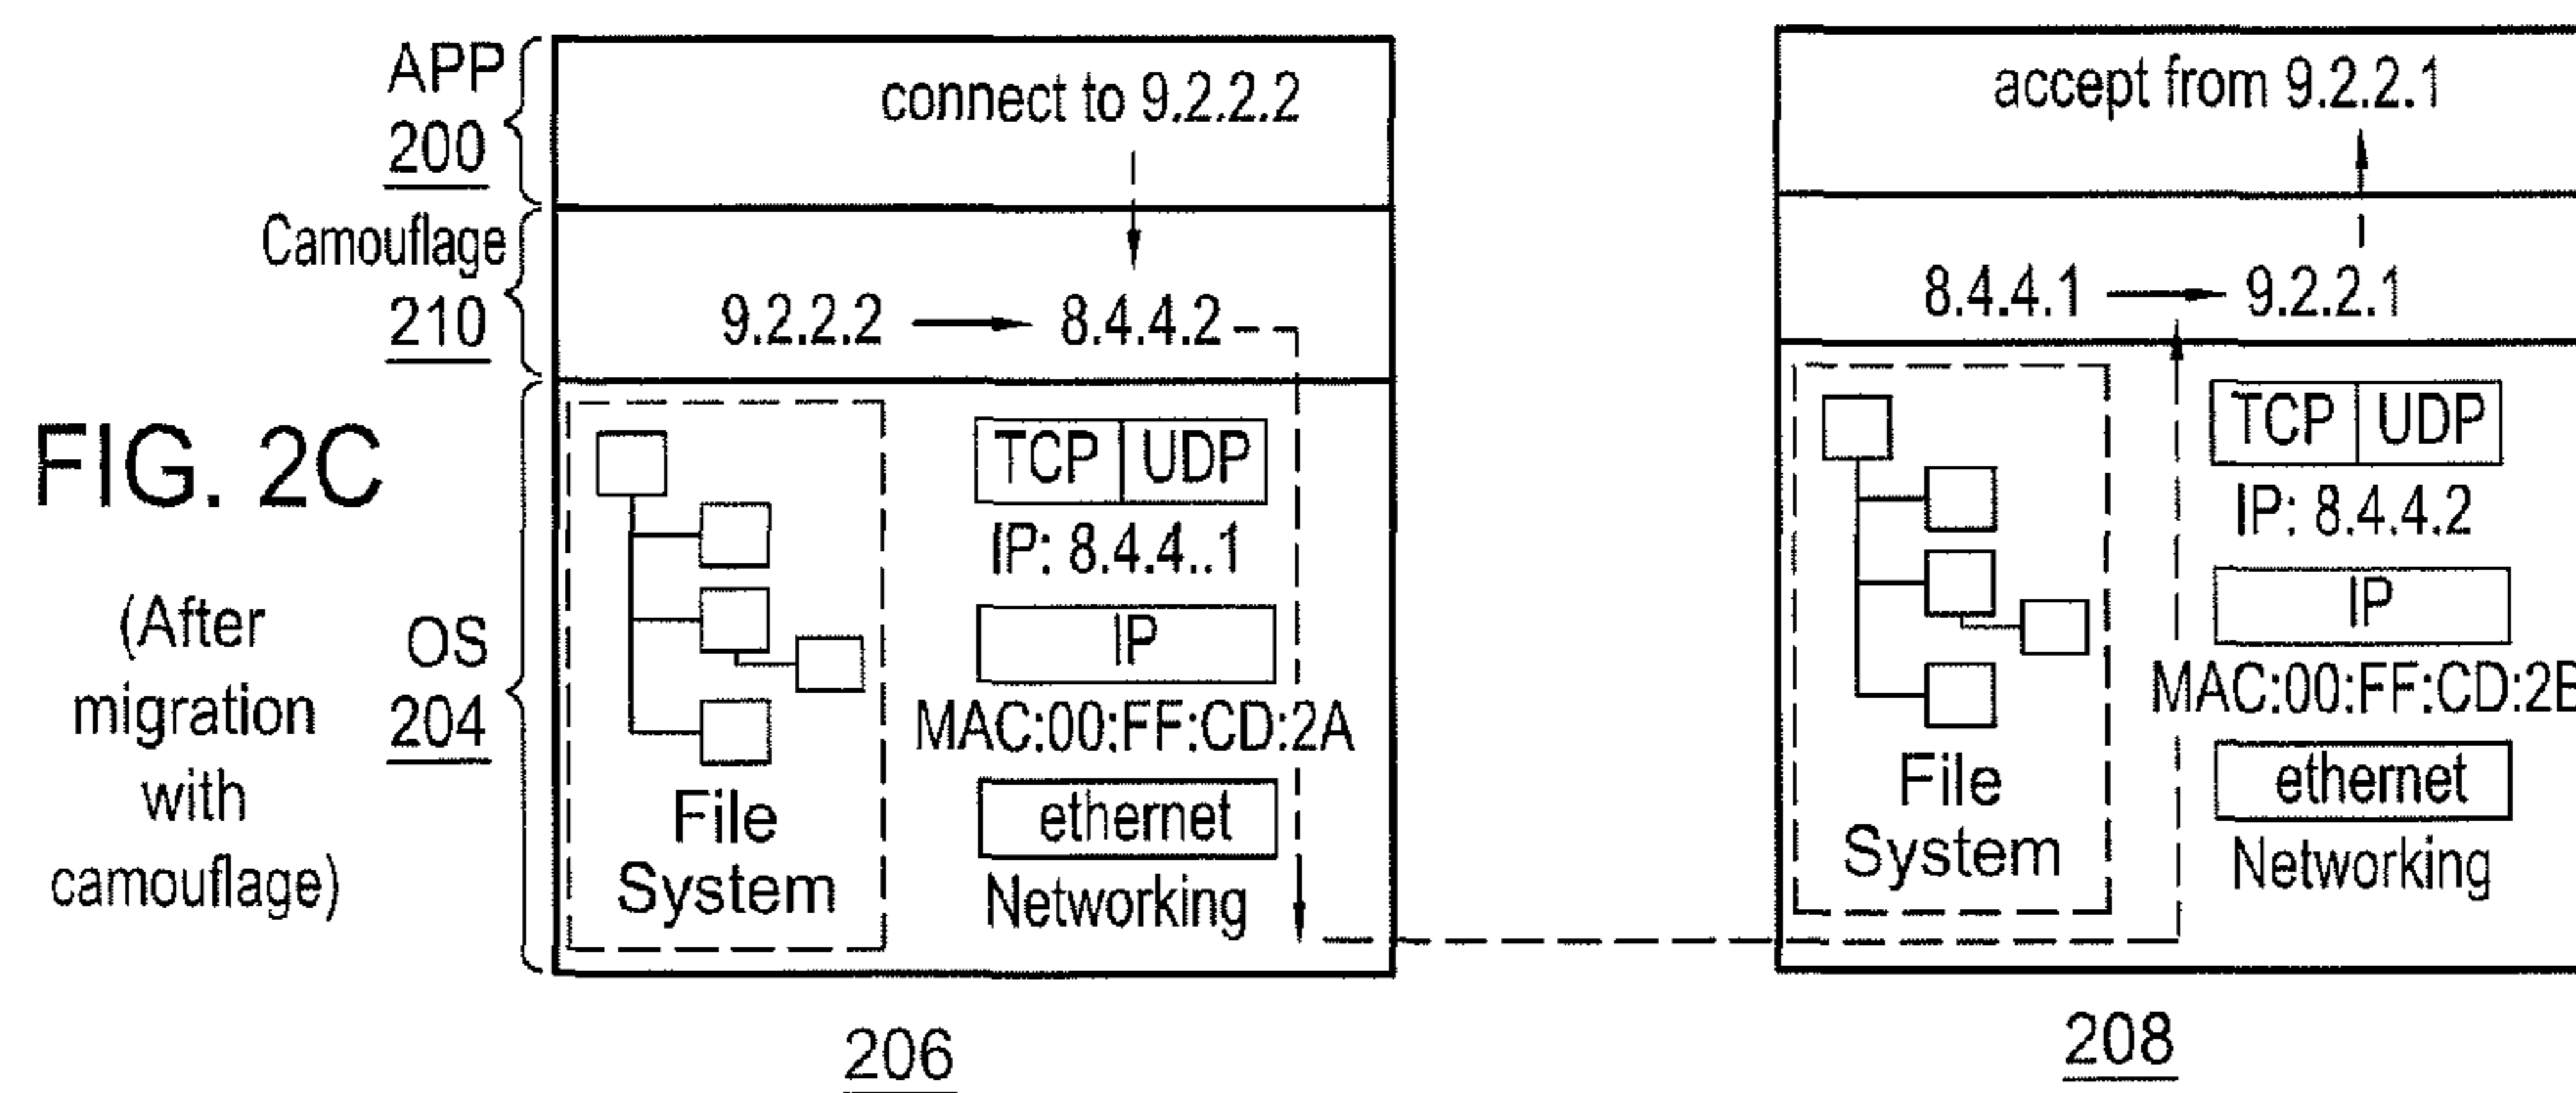 APP
200
Camouflage
210
FIG. 2C
(After
migration
with
camouflage)
OS
204
connect to 9.2.2.2
9.2.2.2
8.4.4.2
TCP UDP
IP: 8.4.4..1
IP
MAC:00:FF:CD:2A
ethernet
Networking
File
System
206
accept from 9.2.2.1
8.4.4.1
9.2.2.1
TCP UDP
IP: 8.4.4.2
IP
MAC:00:FF:CD:2B
ethernet
Networking
File
System
208